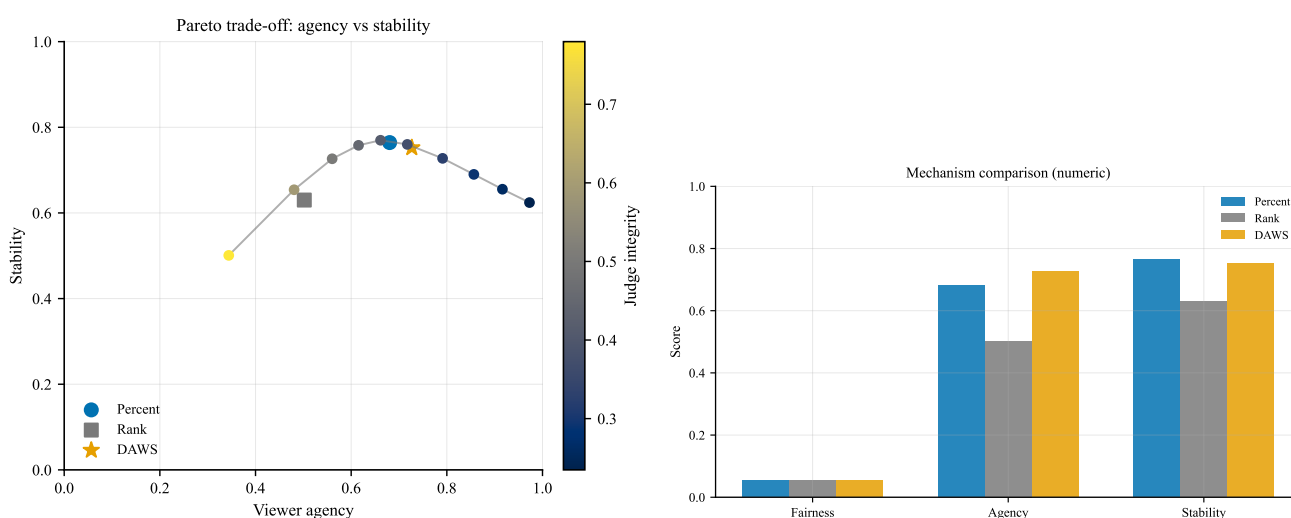 Pareto trade-off: agency vs stability
1.0
0.8
0.6
0.4
0.2
0.0
Stability
0.0 0.2 0.4 0.6 0.8 1.0
Viewer agency
Percent
Rank
DAWS
0.7
0.6
0.5
0.4
0.3
Judge integrity
Mechanism comparison (numeric)
1.0
0.8
0.6
0.4
0.2
0.0
Score
Fairness Agency Stability
Percent
Rank
DAWS